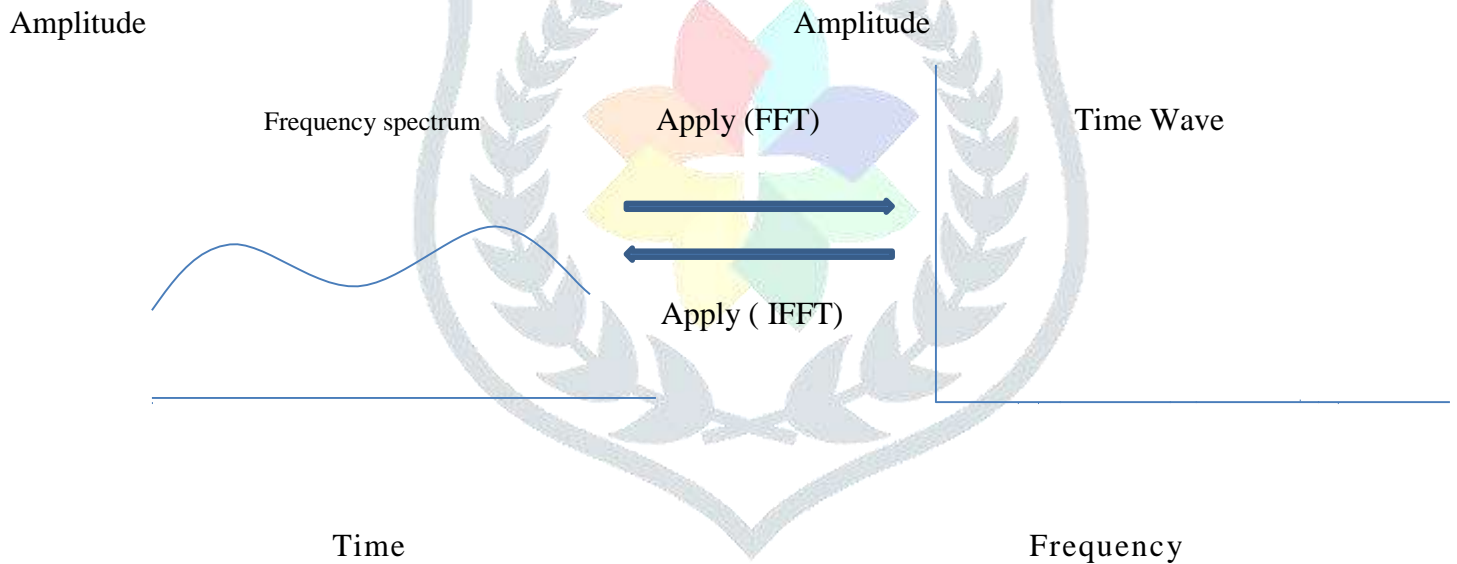 Amplitude
Amplitude
Frequency spectrum
Apply (FFT)
Time Wave
Apply ( IFFT)
Time
Frequency